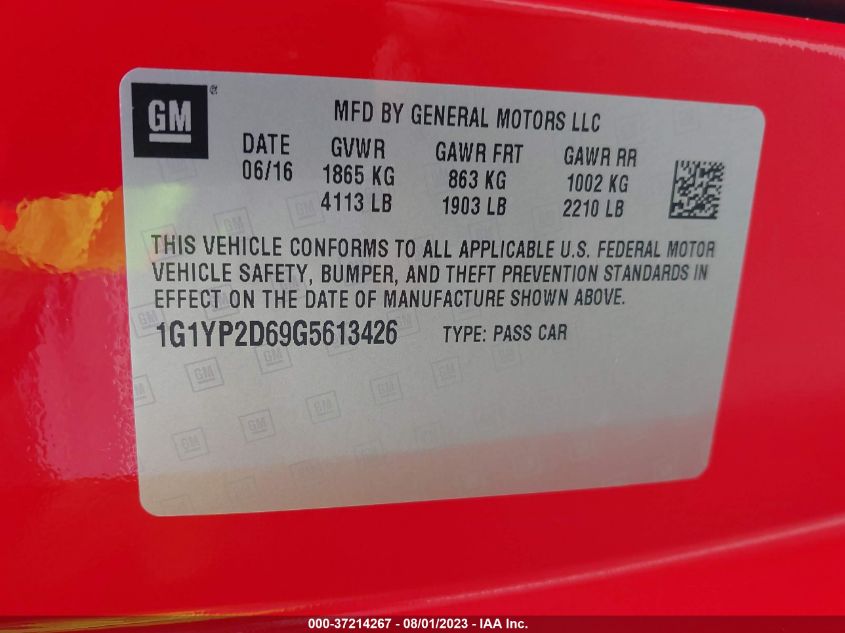 GM®
MFD BY GENERAL MOTORS LLC
DATE GVWR GAWR FRT GAWR RR
06/16 1865 KG 863 KG 1002 KG
4113 LB 1903 LB 2210 LB
THIS VEHICLE CONFORMS TO ALL APPLICABLE U.S. FEDERAL MOTOR
VEHICLE SAFETY, BUMPER, AND THEFT PREVENTION STANDARDS IN
EFFECT ON THE DATE OF MANUFACTURE SHOWN ABOVE.
1G1YP2D69G5613426 TYPE: PASS CAR
000-37214267 - 08/01/2023 - IAA Inc.